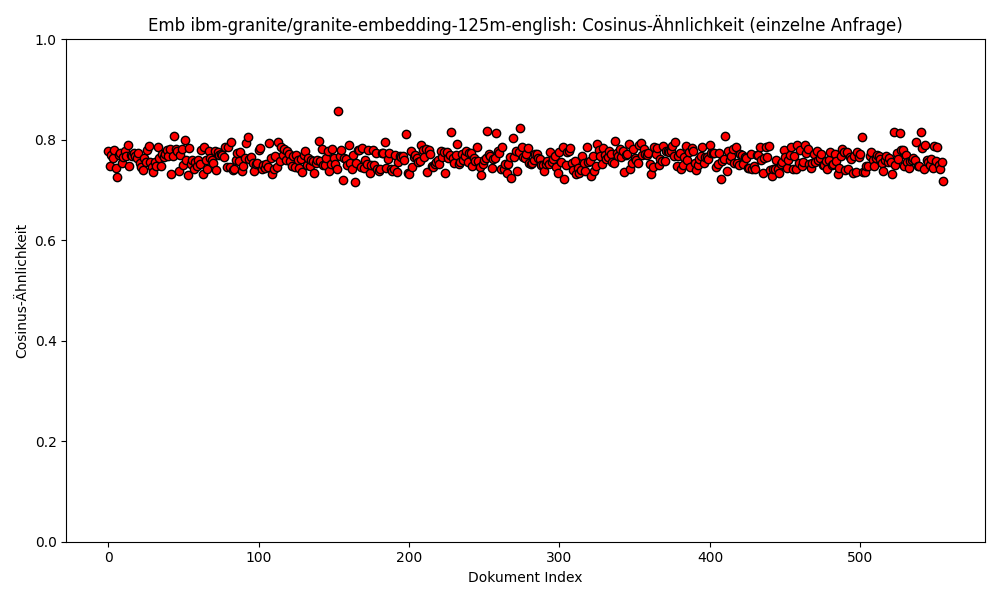 Emb ibm-granite/granite-embedding-125m-english: Cosinus-Ähnlichkeit (einzelne Anfrage)
1.0
0.8
0.6
0.4
0.2
0.0
Cosinus-Ähnlichkeit
0 100 200 300 400 500
Dokument Index